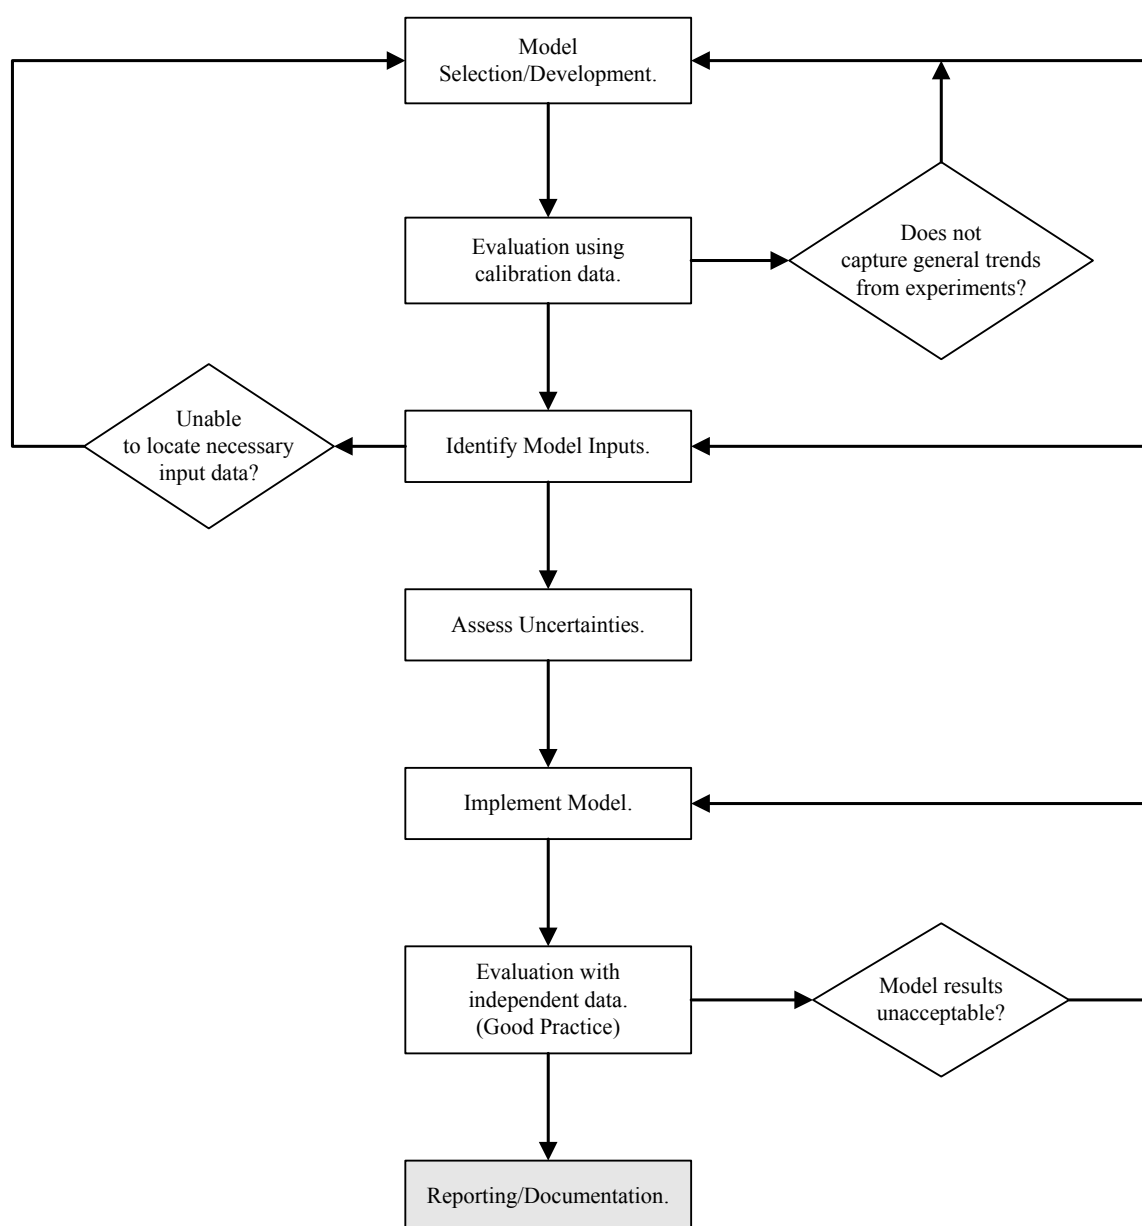 Model
Selection/Development.
Evaluation using
calibration data.
Does not
capture general trends
from experiments?
Unable
to locate necessary
input data?
Identify Model Inputs.
Assess Uncertainties.
Implement Model.
Evaluation with
independent data.
(Good Practice)
Model results
unacceptable?
Reporting/Documentation.